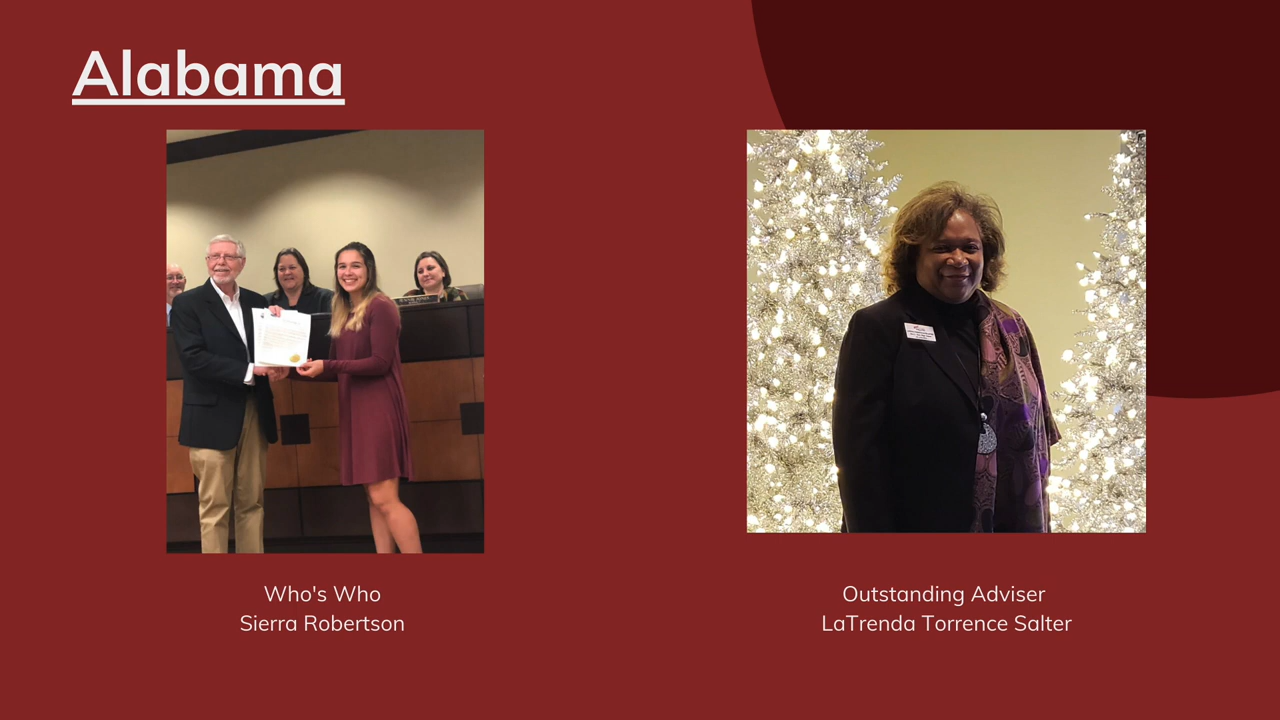 Alabama
Who's Who
Sierra Robertson
Outstanding Adviser
LaTrenda Torrence Salter